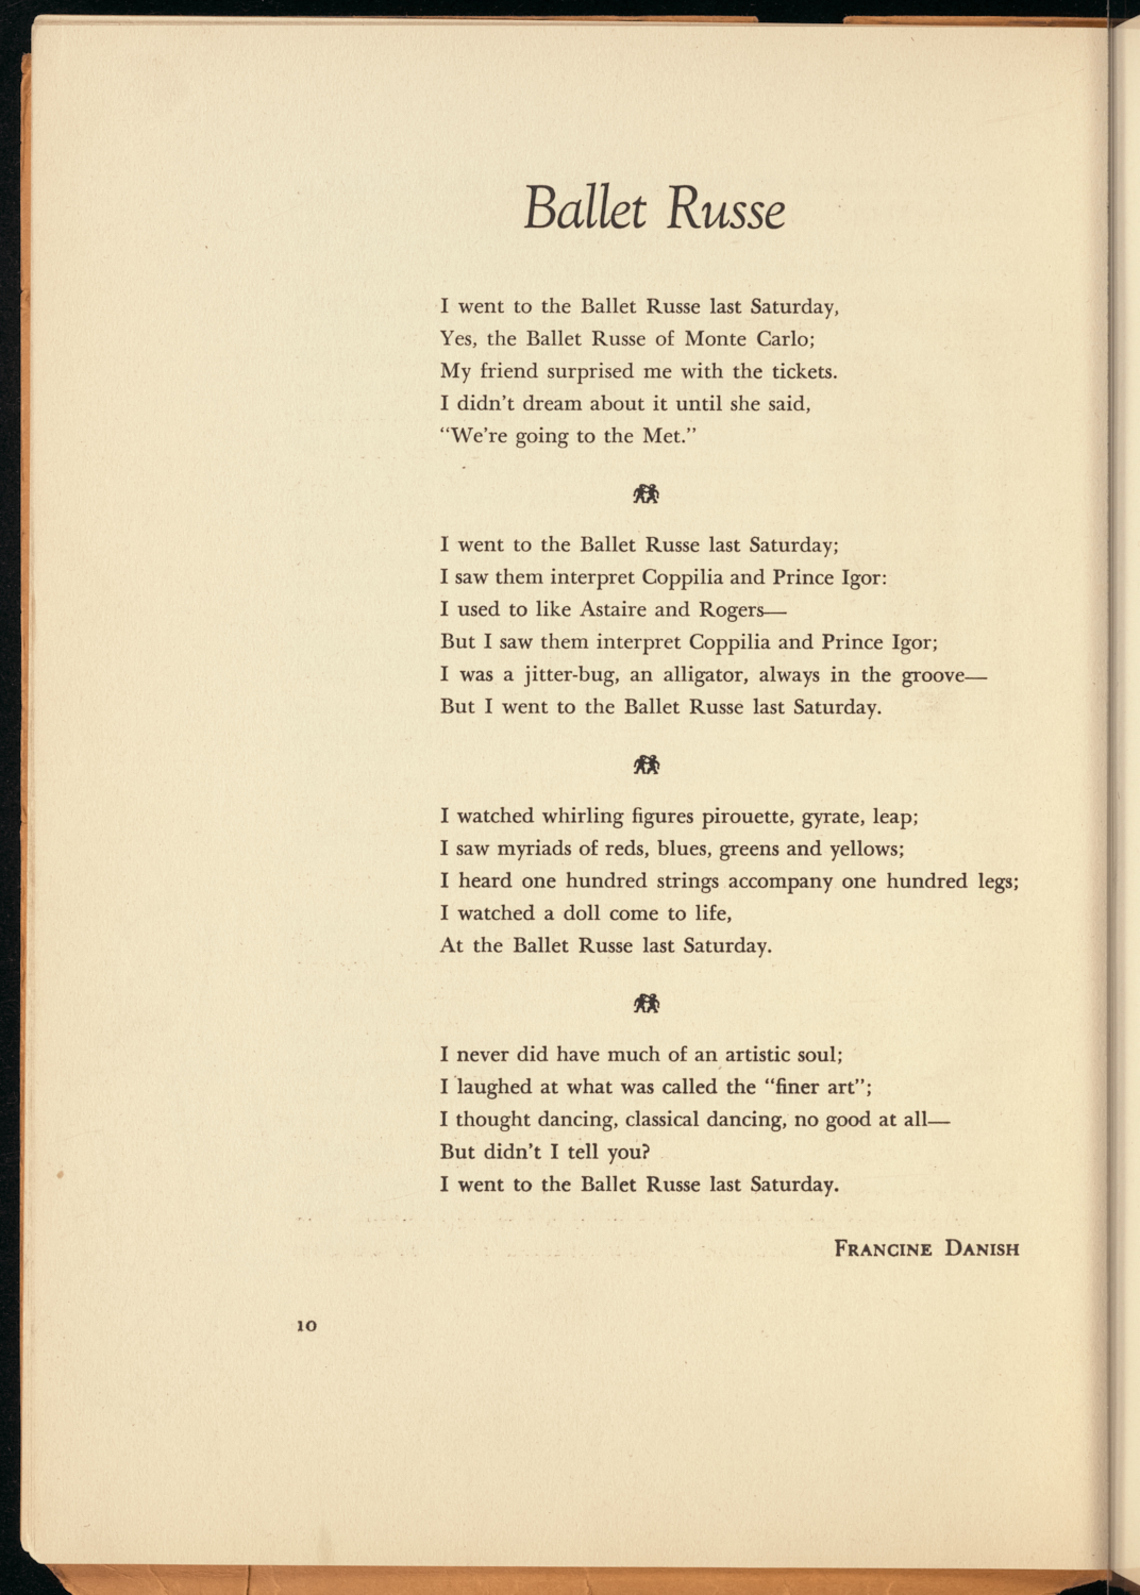 Ballet Russe
I went to the Ballet Russe last Saturday,
Yes, the Ballet Russe of Monte Carlo;
My friend surprised me with the tickets.
I didn't dream about it until she said,
“We're going to the Met.”
I went to the Ballet Russe last Saturday;
I saw them interpret Coppilia and Prince Igor:
I used to like Astaire and Rogers—
But I saw them interpret Coppilia and Prince Igor;
I was a jitter-bug, an alligator, always in the groove—
But I went to the Ballet Russe last Saturday.
I watched whirling figures pirouette, gyrate, leap;
I saw myriads of reds, blues, greens and yellows;
I heard one hundred strings accompany one hundred legs;
I watched a doll come to life,
At the Ballet Russe last Saturday.
I never did have much of an artistic soul;
I laughed at what was called the “finer art”;
I thought dancing, classical dancing, no good at all—
But didn't I tell you?
I went to the Ballet Russe last Saturday.
Francine Danish
10